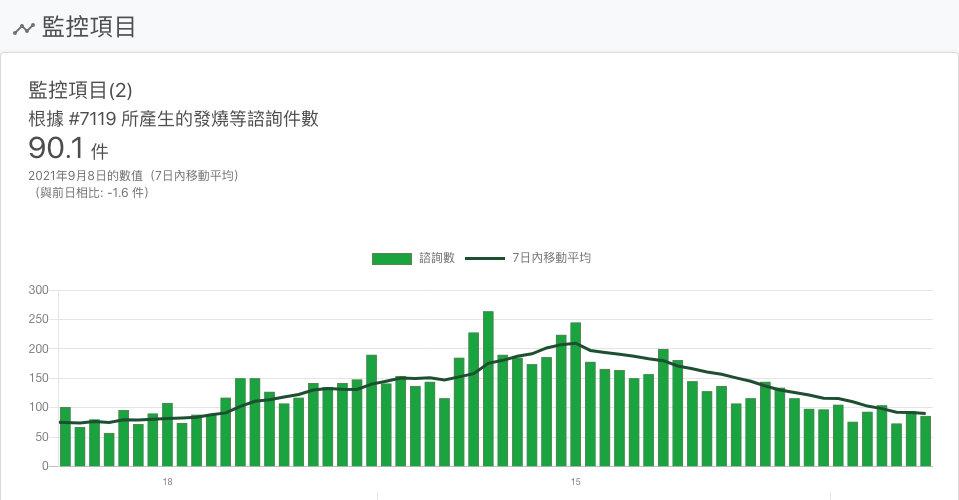 監控項目
監控項目(2)
根據 #7119 所產生的發燒等諮詢件數
90.1 件
2021年9月8日的數值（7日內移動平均）
（與前日相比: -1.6 件）
諮詢數 7日內移動平均
300
250
200
150
100
50
0
18 15